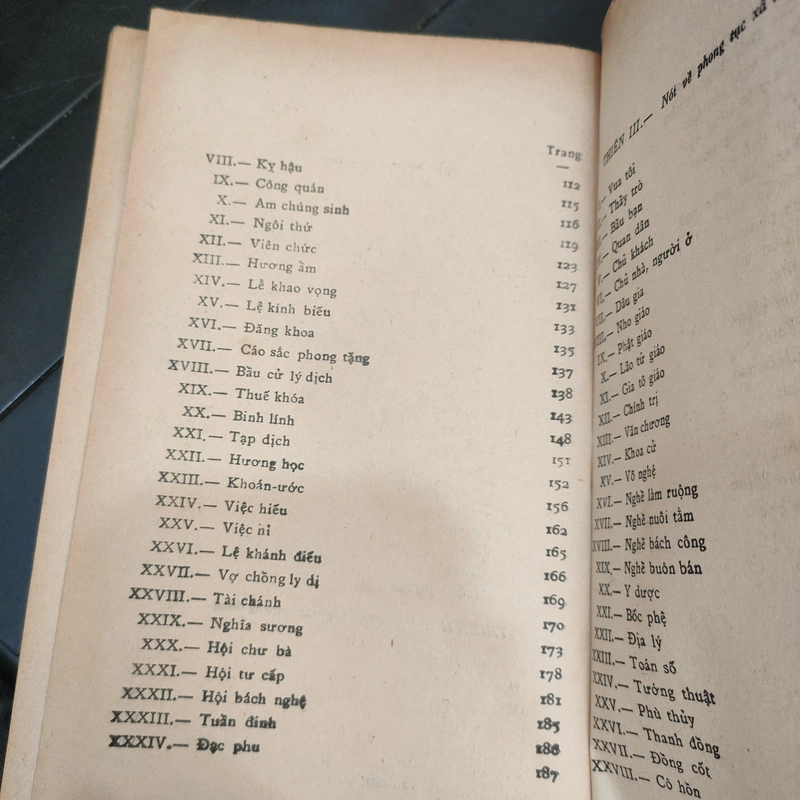 Trang
VIII.— Kỵ hậu 112
IX.— Công quán 115
X.— Am chúng sinh 116
XI.— Ngôi thứ 119
XII.— Viên chức 123
XIII.— Hương ẩm 127
XIV.— Lễ khao vọng 131
XV.— Lệ kính biếu 133
XVI.— Đăng khoa 135
XVII.— Cáo sắc phong tặng 137
XVIII.— Bầu cử lý dịch 138
XIX.— Thuế khóa 143
XX.— Binh lính 148
XXI.— Tạp dịch 151
XXII.— Hương học 152
XXIII.— Khoán-ước 156
XXIV.— Việc hiếu 162
XXV.— Việc hỉ 165
XXVI.— Lệ khánh điếu 166
XXVII.— Vợ chồng ly dị 169
XXVIII.— Tài chánh 170
XXIX.— Nghĩa sương 173
XXX.— Hội chư bà 178
XXXI.— Hội tư cấp 181
XXXII.— Hội bách nghệ 185
XXXIII.— Tuần đinh 186
XXXIV.— Đạc phu 187
THIÊN III.— Nói về phong tục xã
— Vua tôi
— Thầy trò
— Bầu bạn
— Quan dân
— Chủ khách
VI.— Chủ nhà, người ở
VII.— Dâu gia
VIII.— Nho giáo
IX.— Phật giáo
X.— Lão tử giáo
XI.— Gia tô giáo
XII.— Chính trị
XIII.— Văn chương
XIV.— Khoa cử
XV.— Võ nghệ
XVI.— Nghề làm ruộng
XVII.— Nghề nuôi tằm
XVIII.— Nghề bách công
XIX.— Nghề buôn bán
XX.— Y dược
XXI.— Bốc phệ
XXII.— Địa lý
XXIII.— Toán số
XXIV.— Tướng thuật
XXV.— Phù thủy
XXVI.— Thanh đồng
XXVII.— Đồng cốt
XXVIII.— Cô hồn